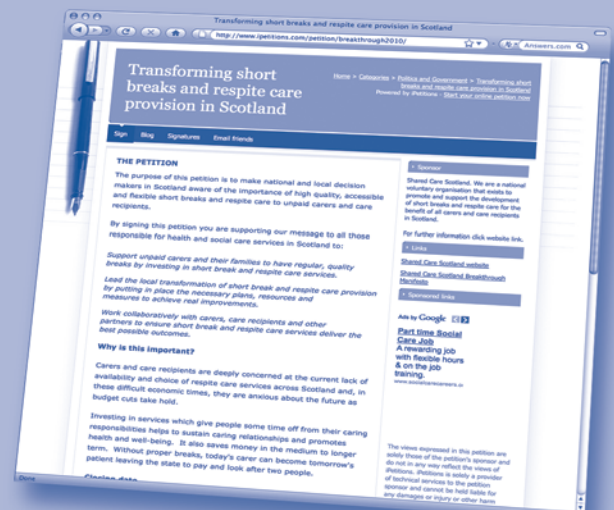 Transforming short breaks and respite care provision in Scotland
http://www.ipetitions.com/petition/breakthrough2010/
Answers.com
Transforming short
breaks and respite care
provision in Scotland
Home > Categories > Politics and Government > Transforming short
breaks and respite care provision in Scotland
Powered by iPetitions - Start your online petition now
Sign Blog Signatures Email friends
THE PETITION
The purpose of this petition is to make national and local decision
makers in Scotland aware of the importance of high quality, accessible
and flexible short breaks and respite care to unpaid carers and care
recipients.
By signing this petition you are supporting our message to all those
responsible for health and social care services in Scotland to:
Support unpaid carers and their families to have regular, quality
breaks by investing in short break and respite care services.
Lead the local transformation of short break and respite care provision
by putting in place the necessary plans, resources and
measures to achieve real improvements.
Work collaboratively with carers, care recipients and other
partners to ensure short break and respite care services deliver the
best possible outcomes.
Why is this important?
Carers and care recipients are deeply concerned at the current lack of
availability and choice of respite care services across Scotland and, in
these difficult economic times, they are anxious about the future as
budget cuts take hold.
Investing in services which give people some time off from their caring
responsibilities helps to sustain caring relationships and promotes
health and well-being. It also saves money in the medium to longer
term. Without proper breaks, today's carer can become tomorrow's
patient leaving the state to pay and look after two people.
Closing date
Sponsor
Shared Care Scotland. We are a national
voluntary organisation that exists to
promote and support the development
of short breaks and respite care for the
benefit of all carers and care recipients
in Scotland.
For further information click website link.
Links
Shared Care Scotland website
Shared Care Scotland Breakthrough
Manifesto
Sponsored links
Ads by Google
Part time Social
Care Job
A rewarding job
with flexible hours
& on the job
training.
www.socialcarecareers.ie
The views expressed in this petition are
solely those of the petition's sponsor and
do not in any way reflect the views of
iPetitions. iPetitions is solely a provider
of technical services to the petition
sponsor and cannot be held liable for
any damages or injury or other harm
Done